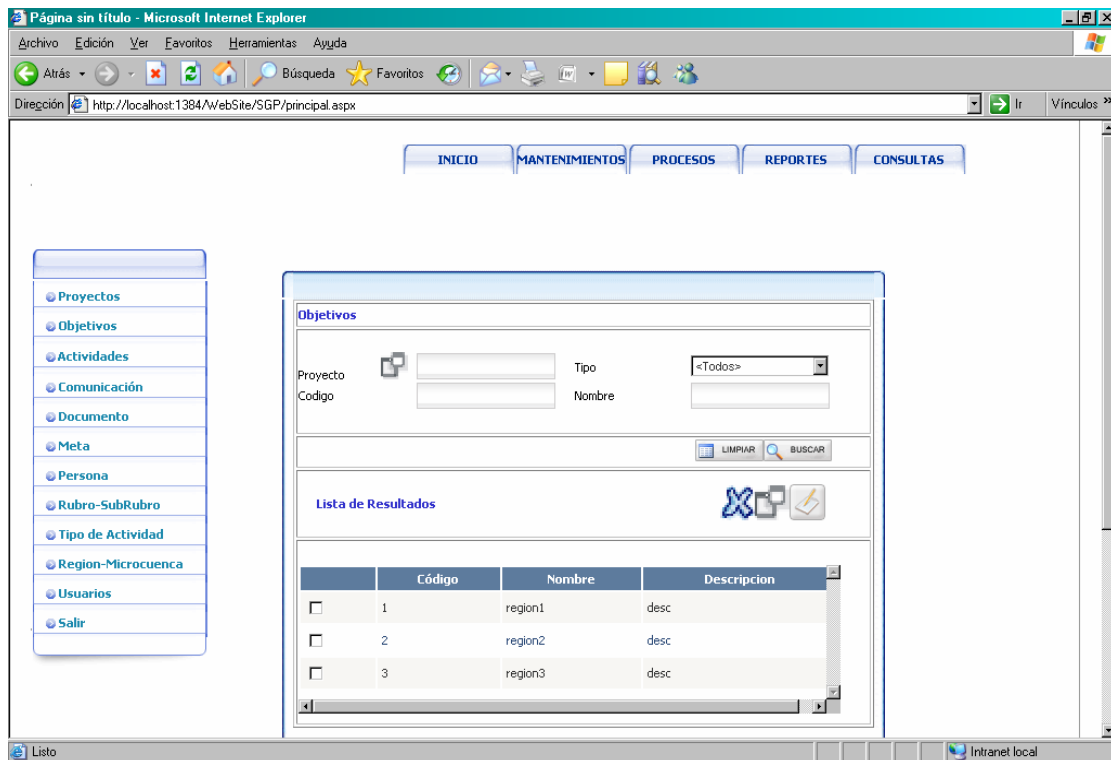 Página sin título - Microsoft Internet Explorer
Archivo Edición Ver Favoritos Herramientas Ayuda
Atrás Búsqueda Favoritos
Dirección http://localhost:1384/WebSite/SGP/principal.aspx Ir Vínculos »
INICIO MANTENIMIENTOS PROCESOS REPORTES CONSULTAS
Proyectos
Objetivos
Actividades
Comunicación
Documento
Meta
Persona
Rubro-SubRubro
Tipo de Actividad
Region-Microcuenca
Usuarios
Salir
Objetivos
Proyecto Tipo <Todos>
Codigo Nombre
LIMPIAR BUSCAR
Lista de Resultados
Código Nombre Descripcion
1 region1 desc
2 region2 desc
3 region3 desc
Listo Intranet local